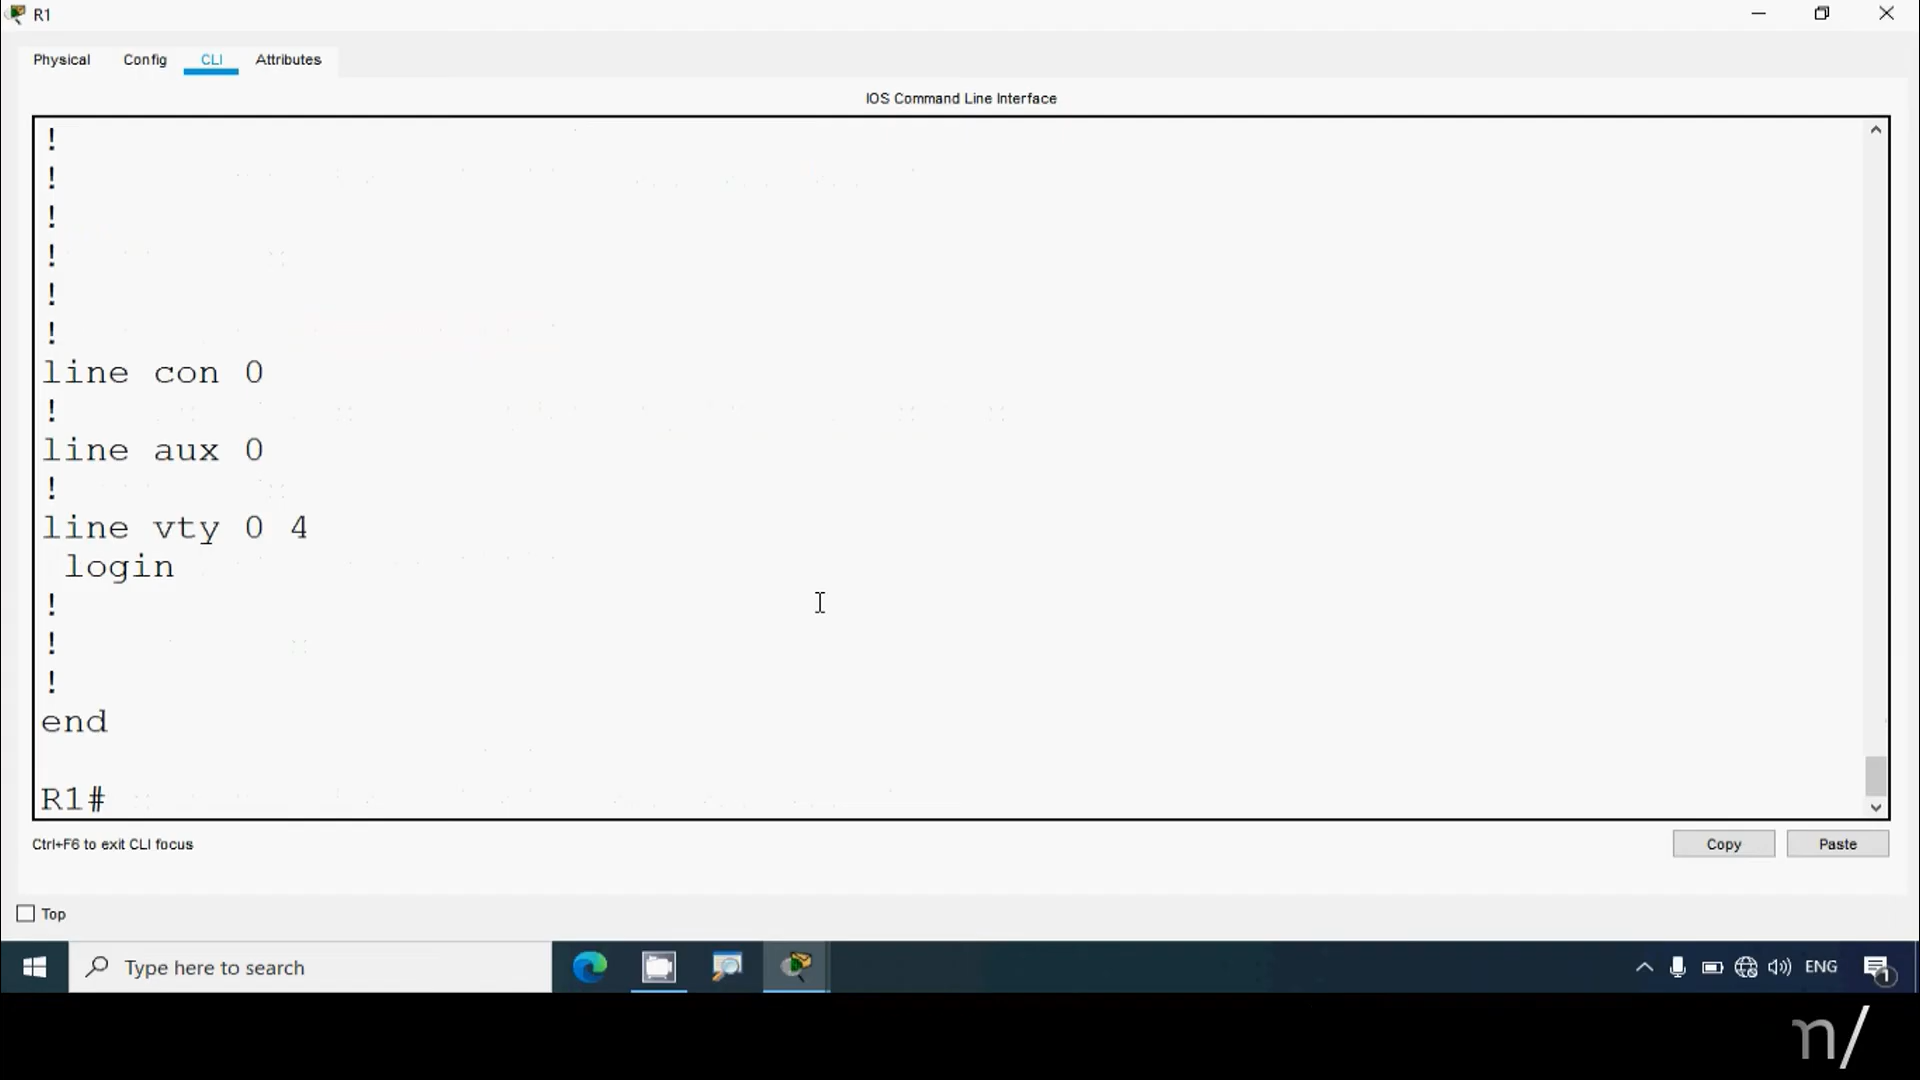 R1
Physical Config CLI Attributes
IOS Command Line Interface
!
!
!
!
!
!
line con 0
!
line aux 0
!
line vty 0 4
 login
!
!
!
end
R1#
Ctrl+F6 to exit CLI focus
Copy Paste
Top
Type here to search
ENG
1
n/